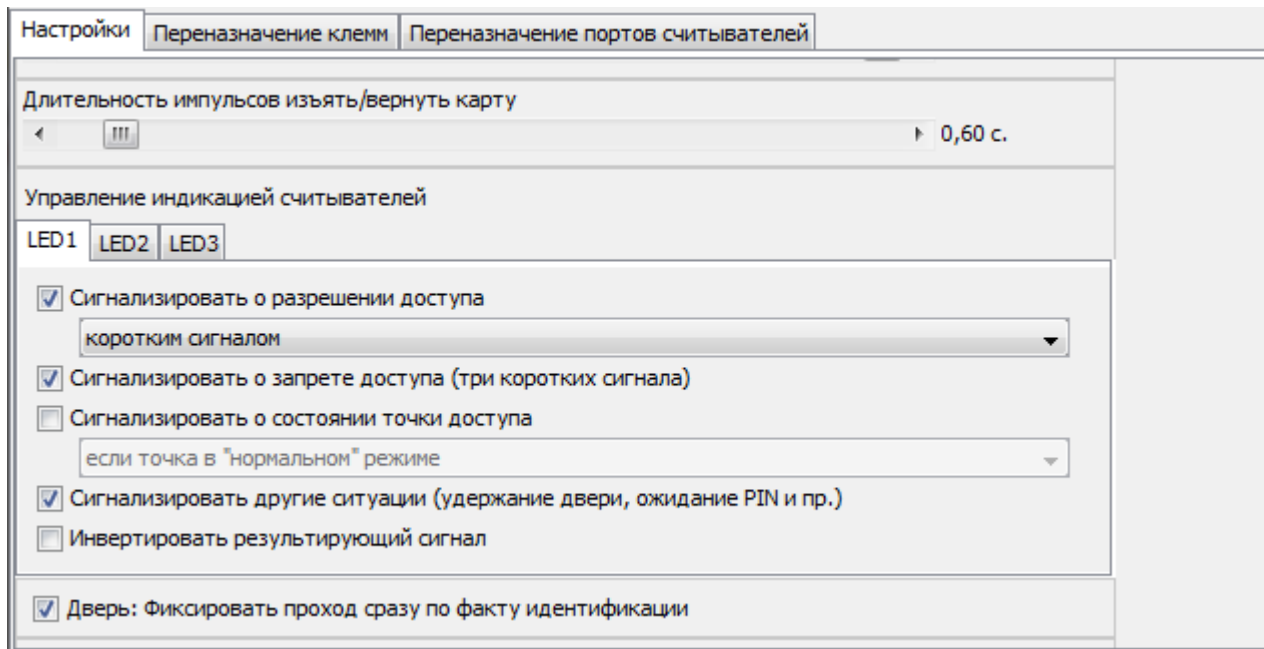 Настройки
Переназначение клемм
Переназначение портов считывателей
Длительность импульсов изъять/вернуть карту
0,60 с.
Управление индикацией считывателей
LED1
LED2
LED3
Сигнализировать о разрешении доступа
коротким сигналом
Сигнализировать о запрете доступа (три коротких сигнала)
Сигнализировать о состоянии точки доступа
если точка в "нормальном" режиме
Сигнализировать другие ситуации (удержание двери, ожидание PIN и пр.)
Инвертировать результирующий сигнал
Дверь: Фиксировать проход сразу по факту идентификации